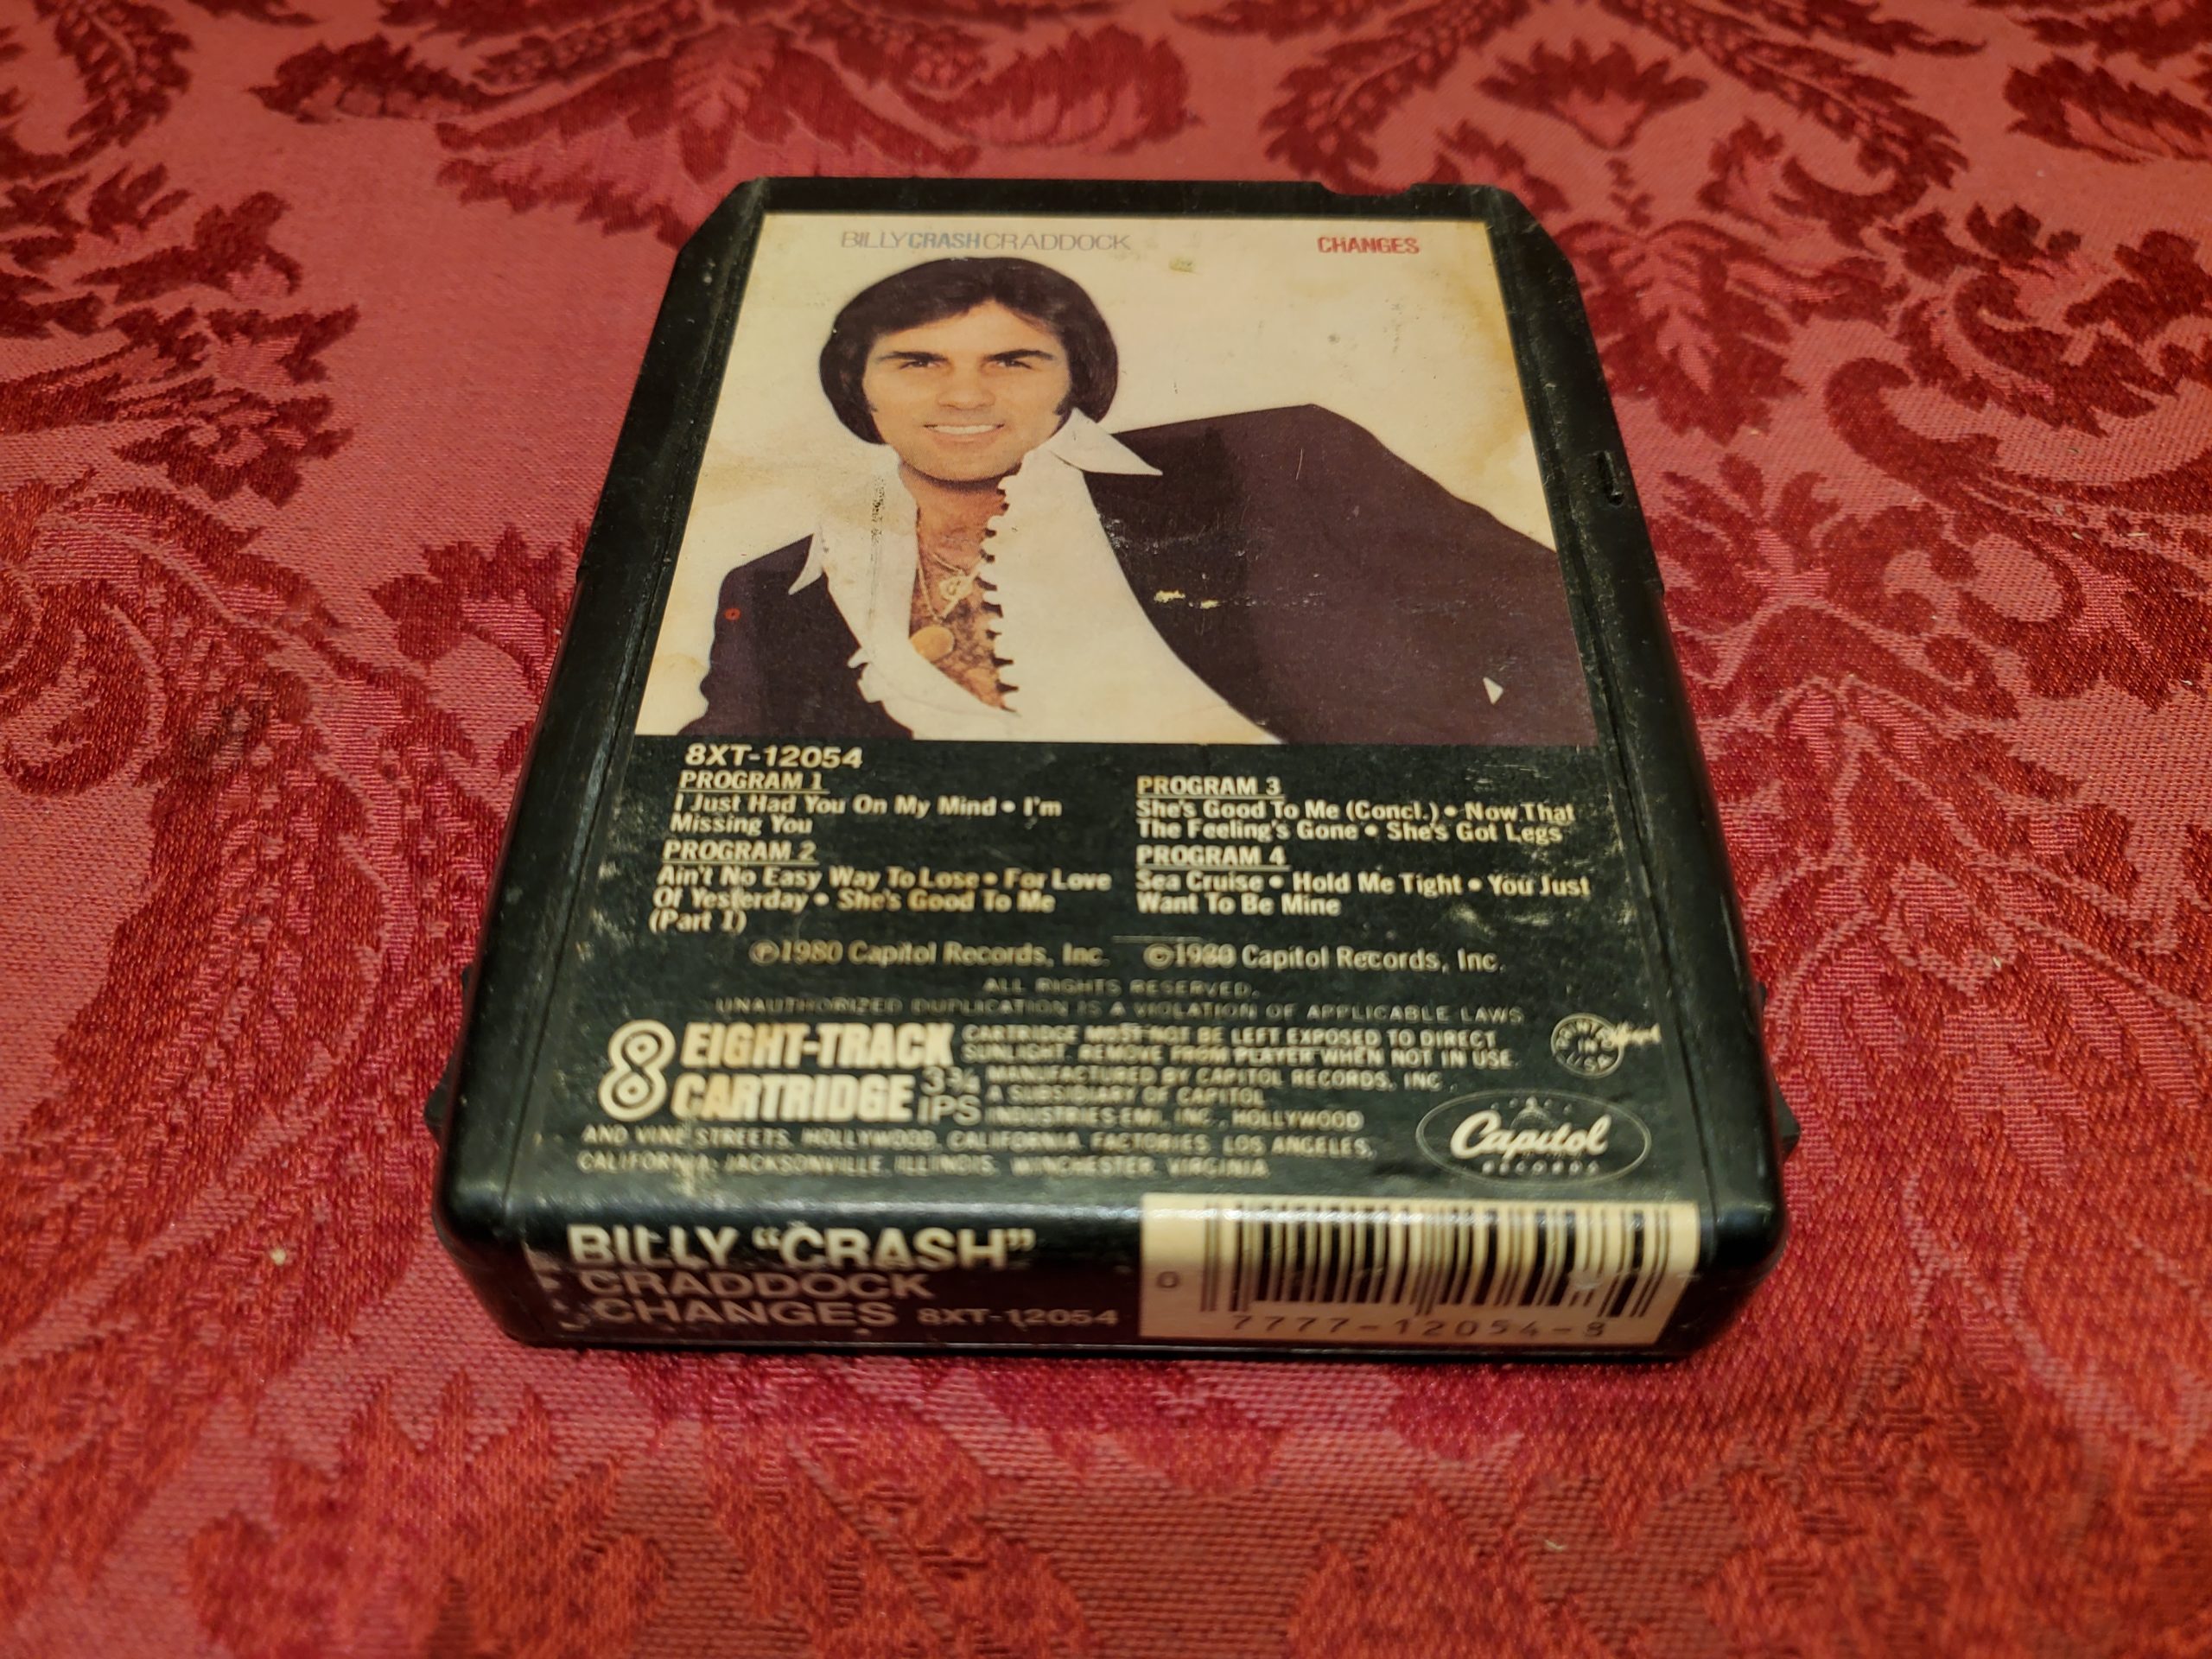 BILLYCRASHCRADDOCK
CHANGES
8XT-12054
PROGRAM 1
I Just Had You On My Mind • I'm
Missing You
PROGRAM 2
Ain't No Easy Way To Lose • For Love
Of Yesterday • She's Good To Me
(Part 1)
PROGRAM 3
She's Good To Me (Concl.) • Now That
The Feeling's Gone • She's Got Legs
PROGRAM 4
Sea Cruise • Hold Me Tight • You Just
Want To Be Mine
℗1980 Capitol Records, Inc. ©1980 Capitol Records, Inc.
ALL RIGHTS RESERVED.
UNAUTHORIZED DUPLICATION IS A VIOLATION OF APPLICABLE LAWS
8 EIGHT-TRACK
CARTRIDGE 3¾
IPS
CARTRIDGE MUST NOT BE LEFT EXPOSED TO DIRECT
SUNLIGHT. REMOVE FROM PLAYER WHEN NOT IN USE.
MANUFACTURED BY CAPITOL RECORDS, INC.
A SUBSIDIARY OF CAPITOL
INDUSTRIES-EMI, INC., HOLLYWOOD
AND VINE STREETS, HOLLYWOOD, CALIFORNIA. FACTORIES: LOS ANGELES,
CALIFORNIA; JACKSONVILLE, ILLINOIS; WINCHESTER, VIRGINIA
PRINTED
IN
USA
Capitol
RECORDS
BILLY “CRASH”
CRADDOCK
CHANGES 8XT-12054
0
7777-12054-8